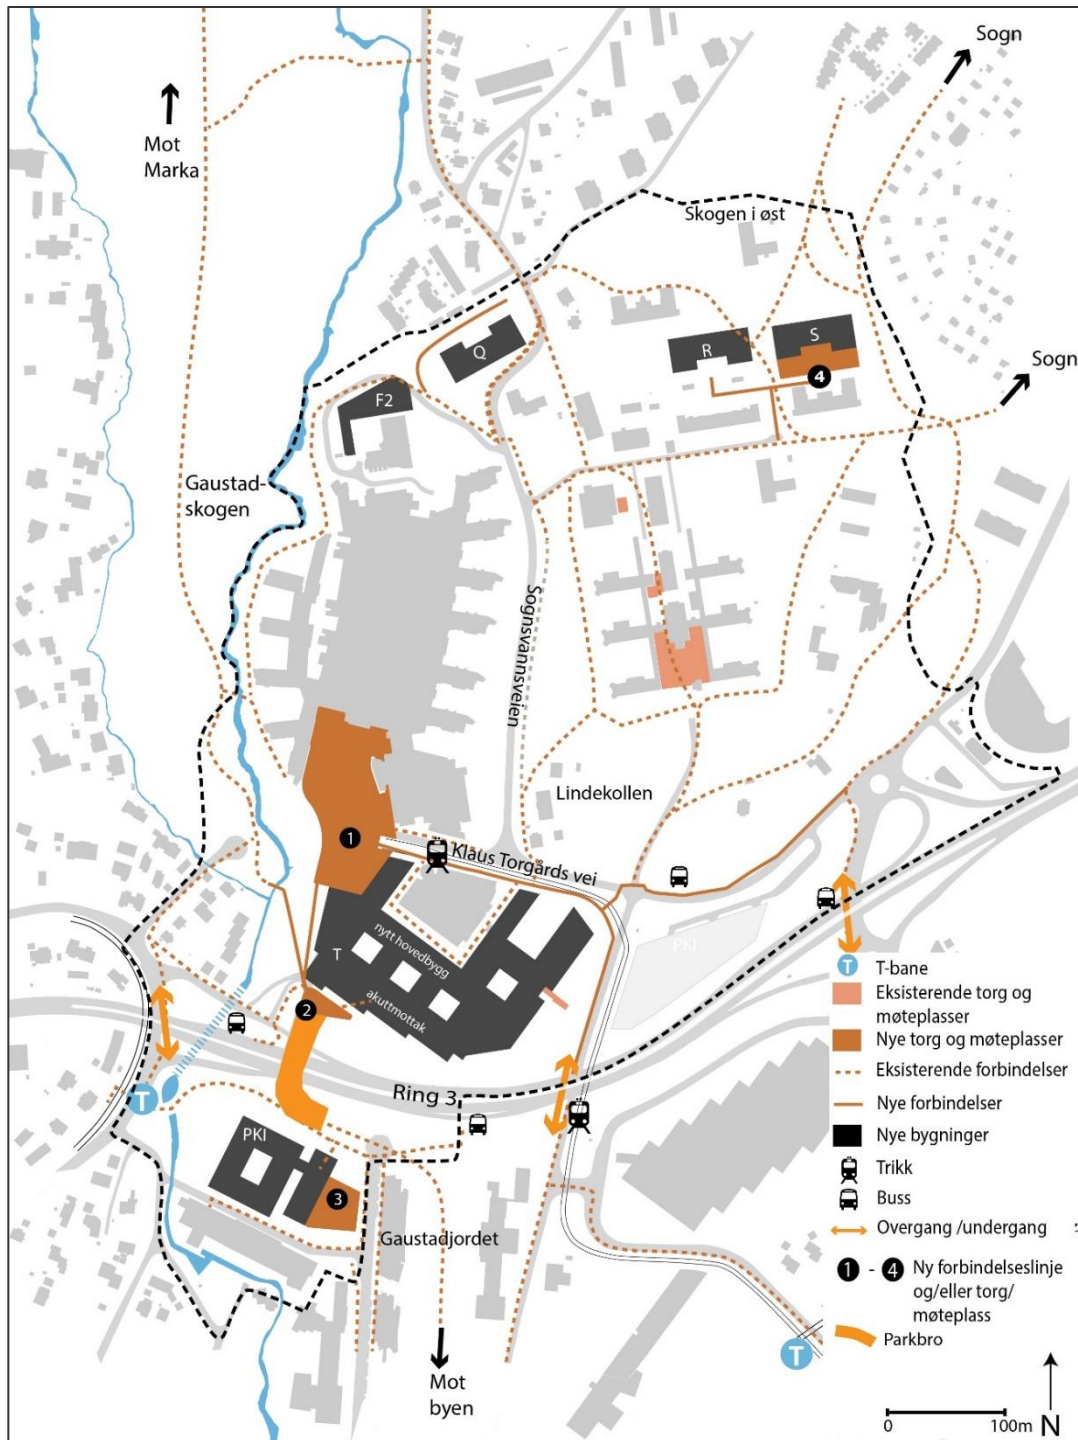 Sogn
Mot
Marka
Skogen i øst
Q
R
S
4
Sogn
F2
Gaustad-
skogen
Sognsvannsveien
Lindekollen
1
Klaus Torgårds vei
nytt hovedbygg
T
akuttmottak
PKI
2
Ring 3
T
PKI
3
Gaustadjordet
Mot
byen
T
T T-bane
Eksisterende torg og
møteplasser
Nye torg og møteplasser
Eksisterende forbindelser
Nye forbindelser
Nye bygninger
Trikk
Buss
Overgang /undergang
1 - 4 Ny forbindelseslinje
og/eller torg/
møteplass
Parkbro
0 100m N